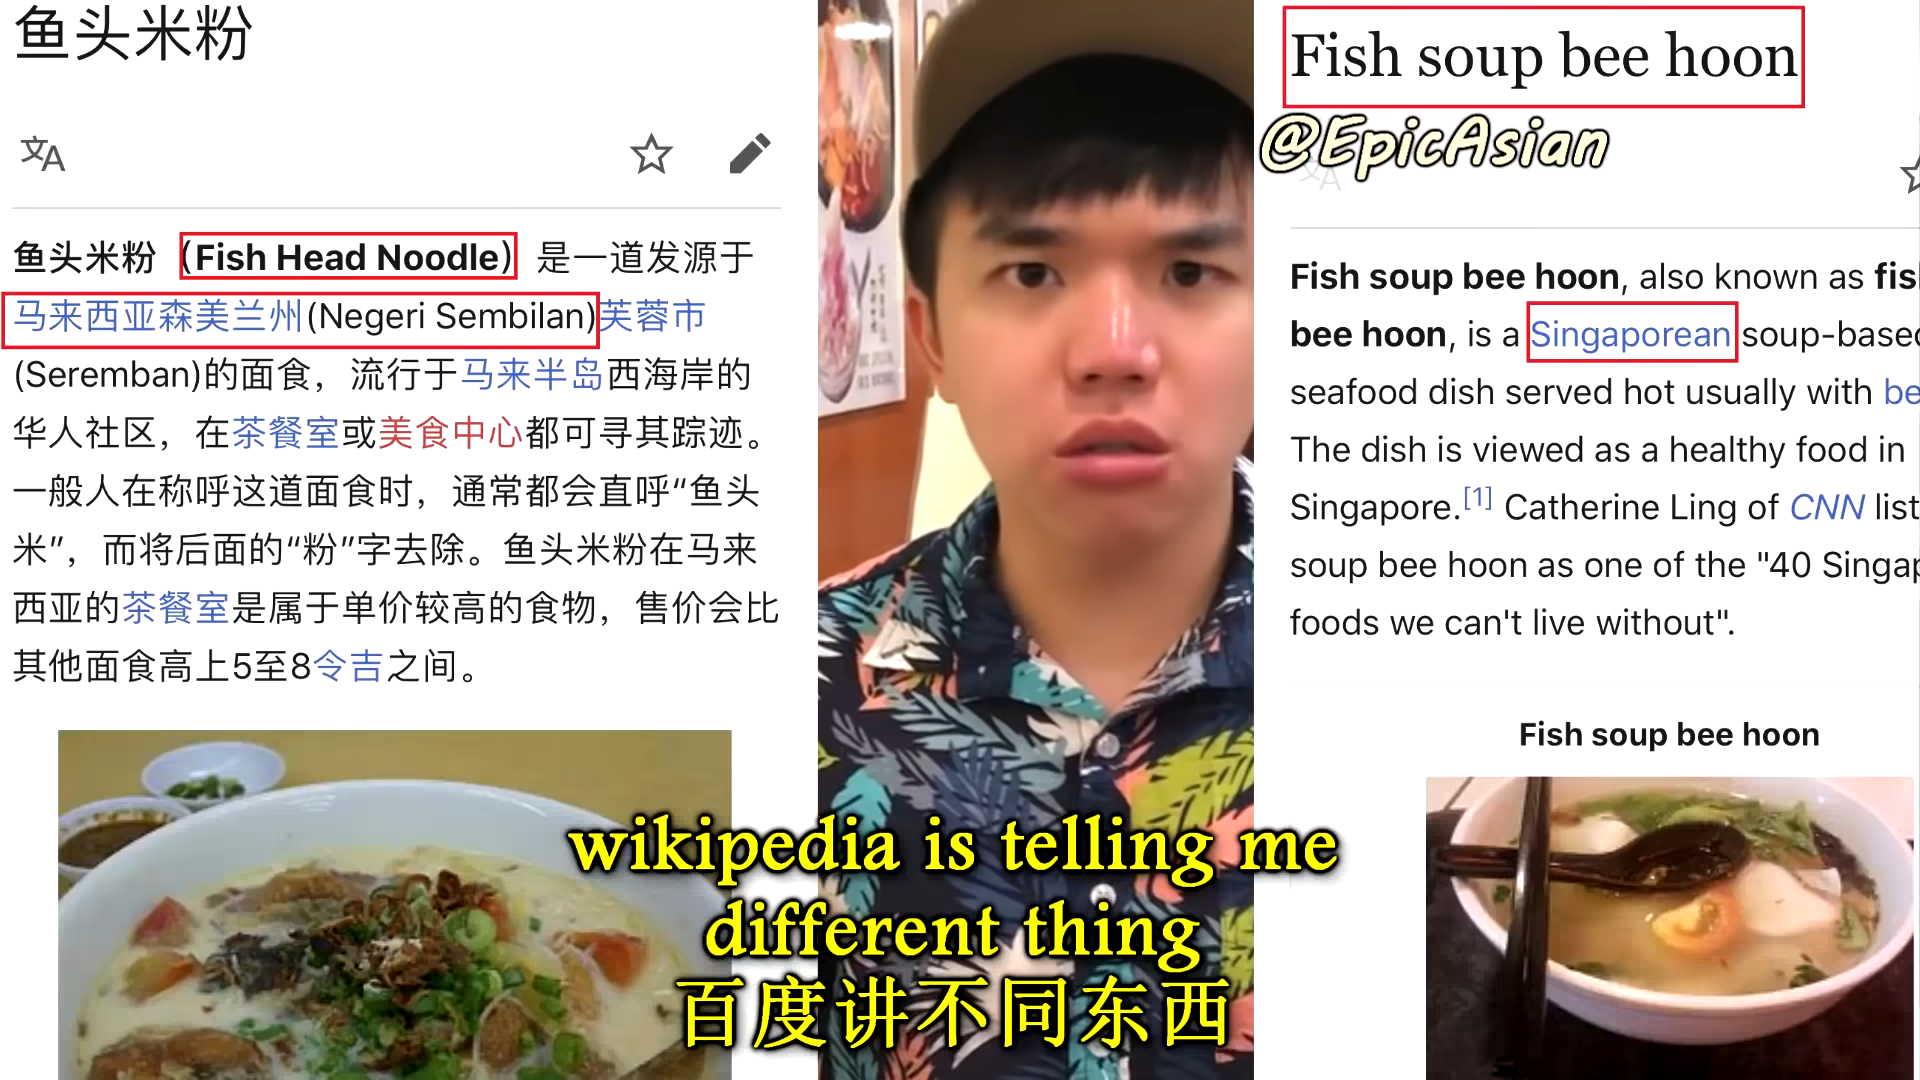 鱼头米粉
鱼头米粉 (Fish Head Noodle) 是一道发源于
马来西亚森美兰州(Negeri Sembilan)芙蓉市
(Seremban)的面食，流行于马来半岛西海岸的
华人社区，在茶餐室或美食中心都可寻其踪迹。
一般人在称呼这道面食时，通常都会直呼“鱼头
米”，而将后面的“粉”字去除。鱼头米粉在马来
西亚的茶餐室是属于单价较高的食物，售价会比
其他面食高上5至8令吉之间。
Fish soup bee hoon
@EpicAsian
Fish soup bee hoon, also known as fis
bee hoon, is a Singaporean soup-based
seafood dish served hot usually with be
The dish is viewed as a healthy food in
Singapore.[1] Catherine Ling of CNN list
soup bee hoon as one of the "40 Singap
foods we can't live without".
Fish soup bee hoon
wikipedia is telling me
different thing
百度讲不同东西